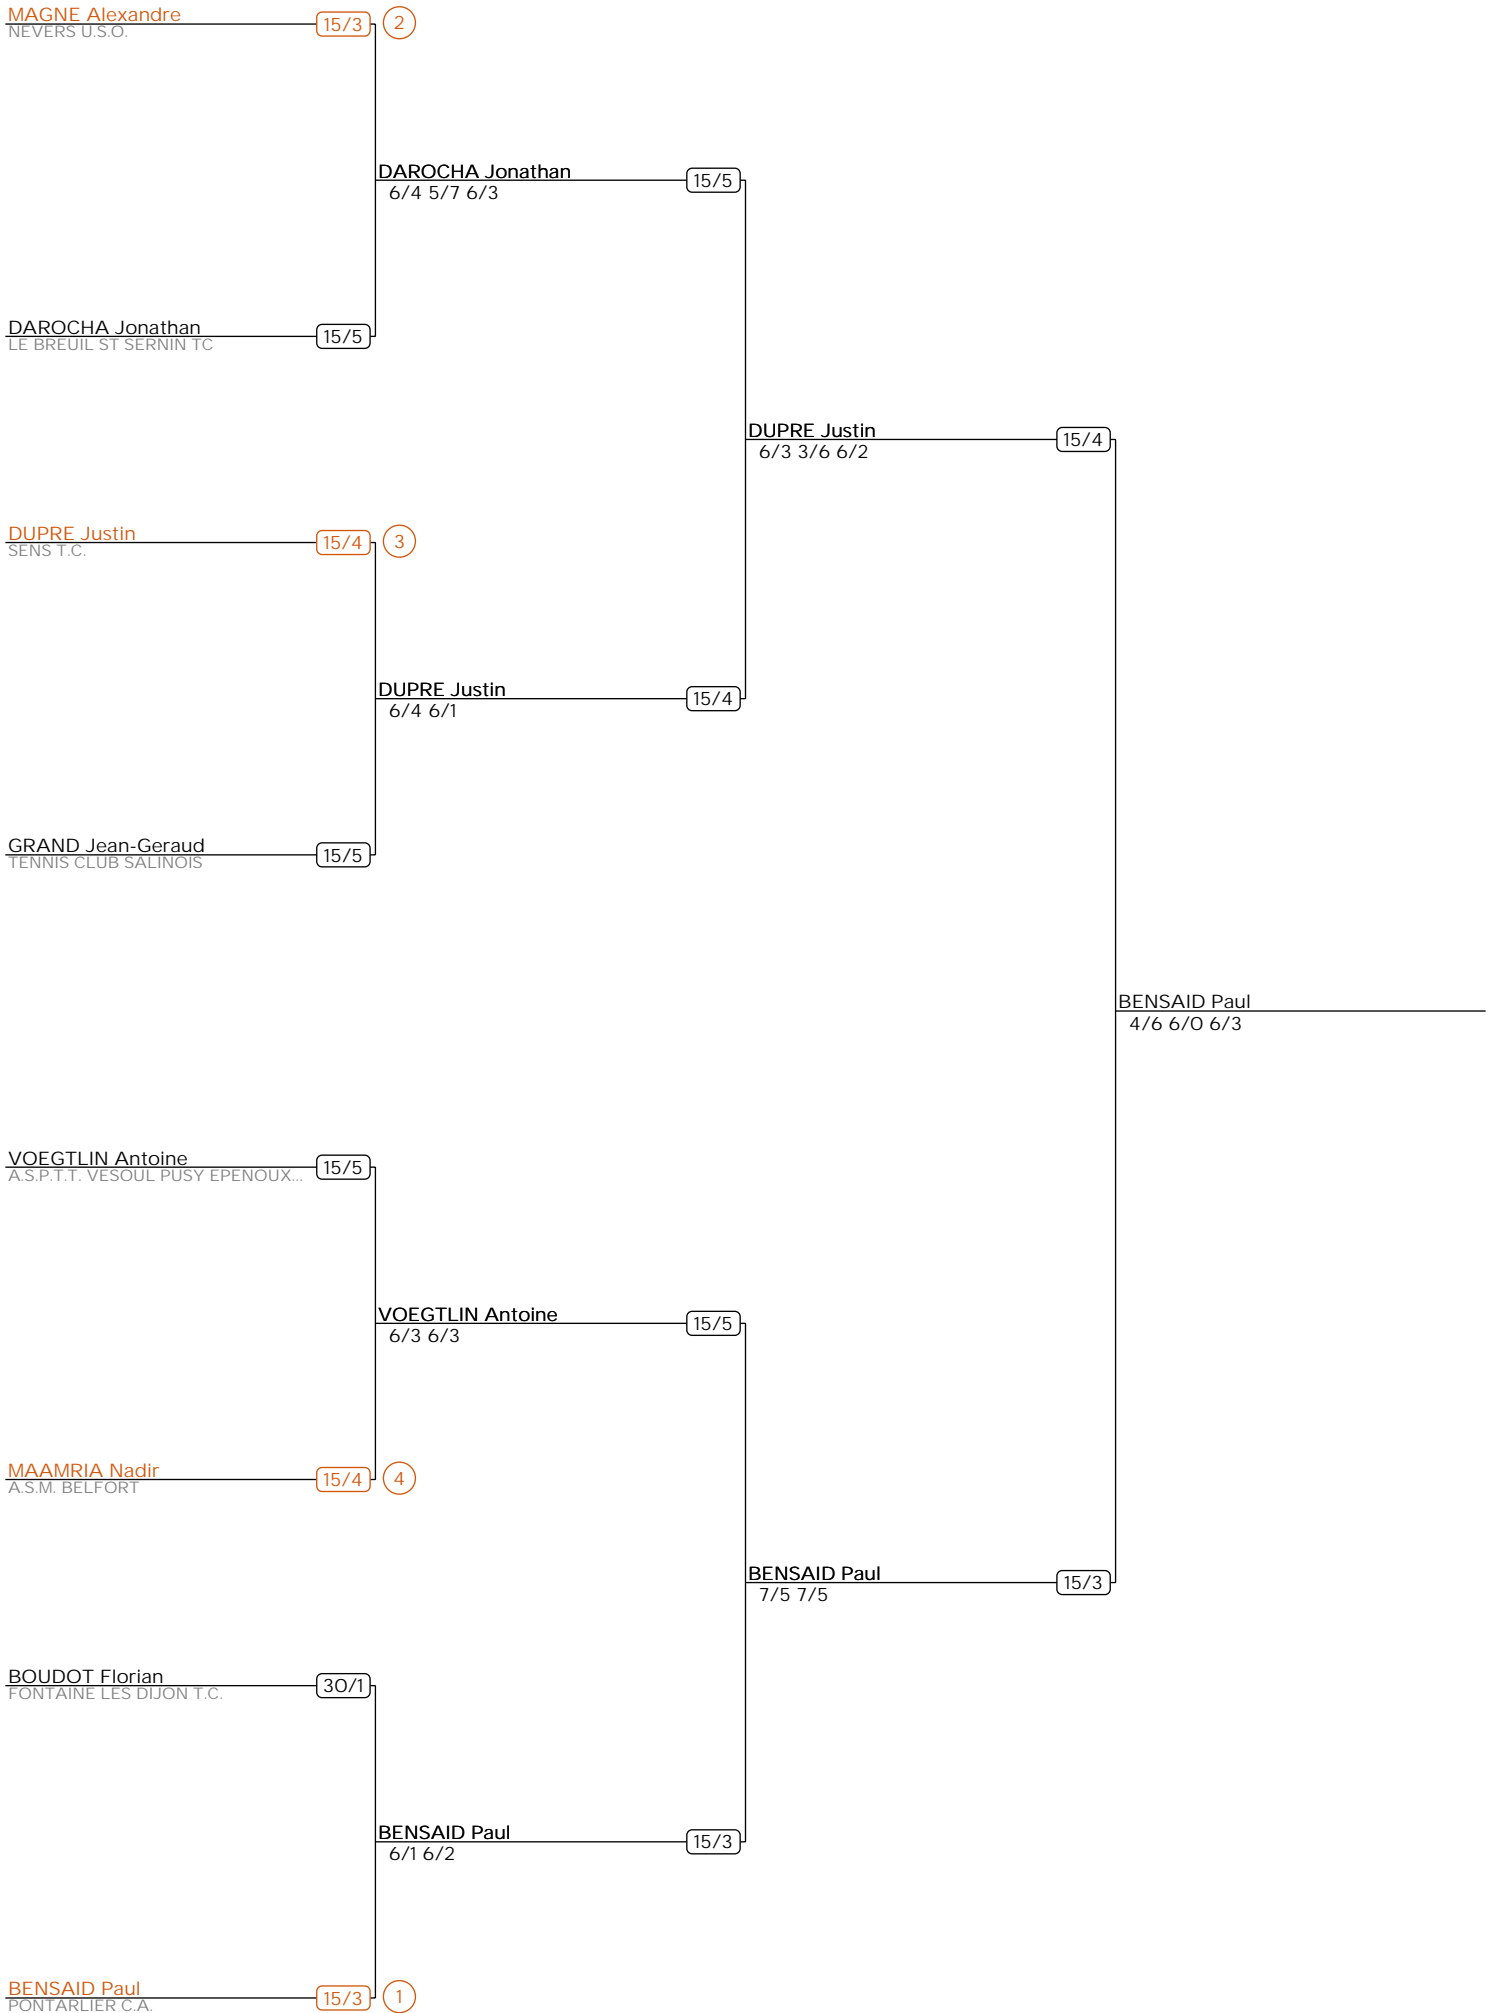 MAGNE Alexandre
NEVERS U.S.O.
15/3
2
DAROCHA Jonathan
6/4 5/7 6/3
15/5
DAROCHA Jonathan
LE BREUIL ST SERNIN TC
15/5
DUPRE Justin
6/3 3/6 6/2
15/4
DUPRE Justin
SENS T.C.
15/4
3
DUPRE Justin
6/4 6/1
15/4
GRAND Jean-Geraud
TENNIS CLUB SALINOIS
15/5
BENSAID Paul
4/6 6/0 6/3
VOEGTLIN Antoine
A.S.P.T.T. VESOUL PUSY EPENOUX...
15/5
VOEGTLIN Antoine
6/3 6/3
15/5
MAAMRIA Nadir
A.S.M. BELFORT
15/4
4
BENSAID Paul
7/5 7/5
15/3
BOUDOT Florian
FONTAINE LES DIJON T.C.
30/1
BENSAID Paul
6/1 6/2
15/3
BENSAID Paul
PONTARLIER C.A.
15/3
1